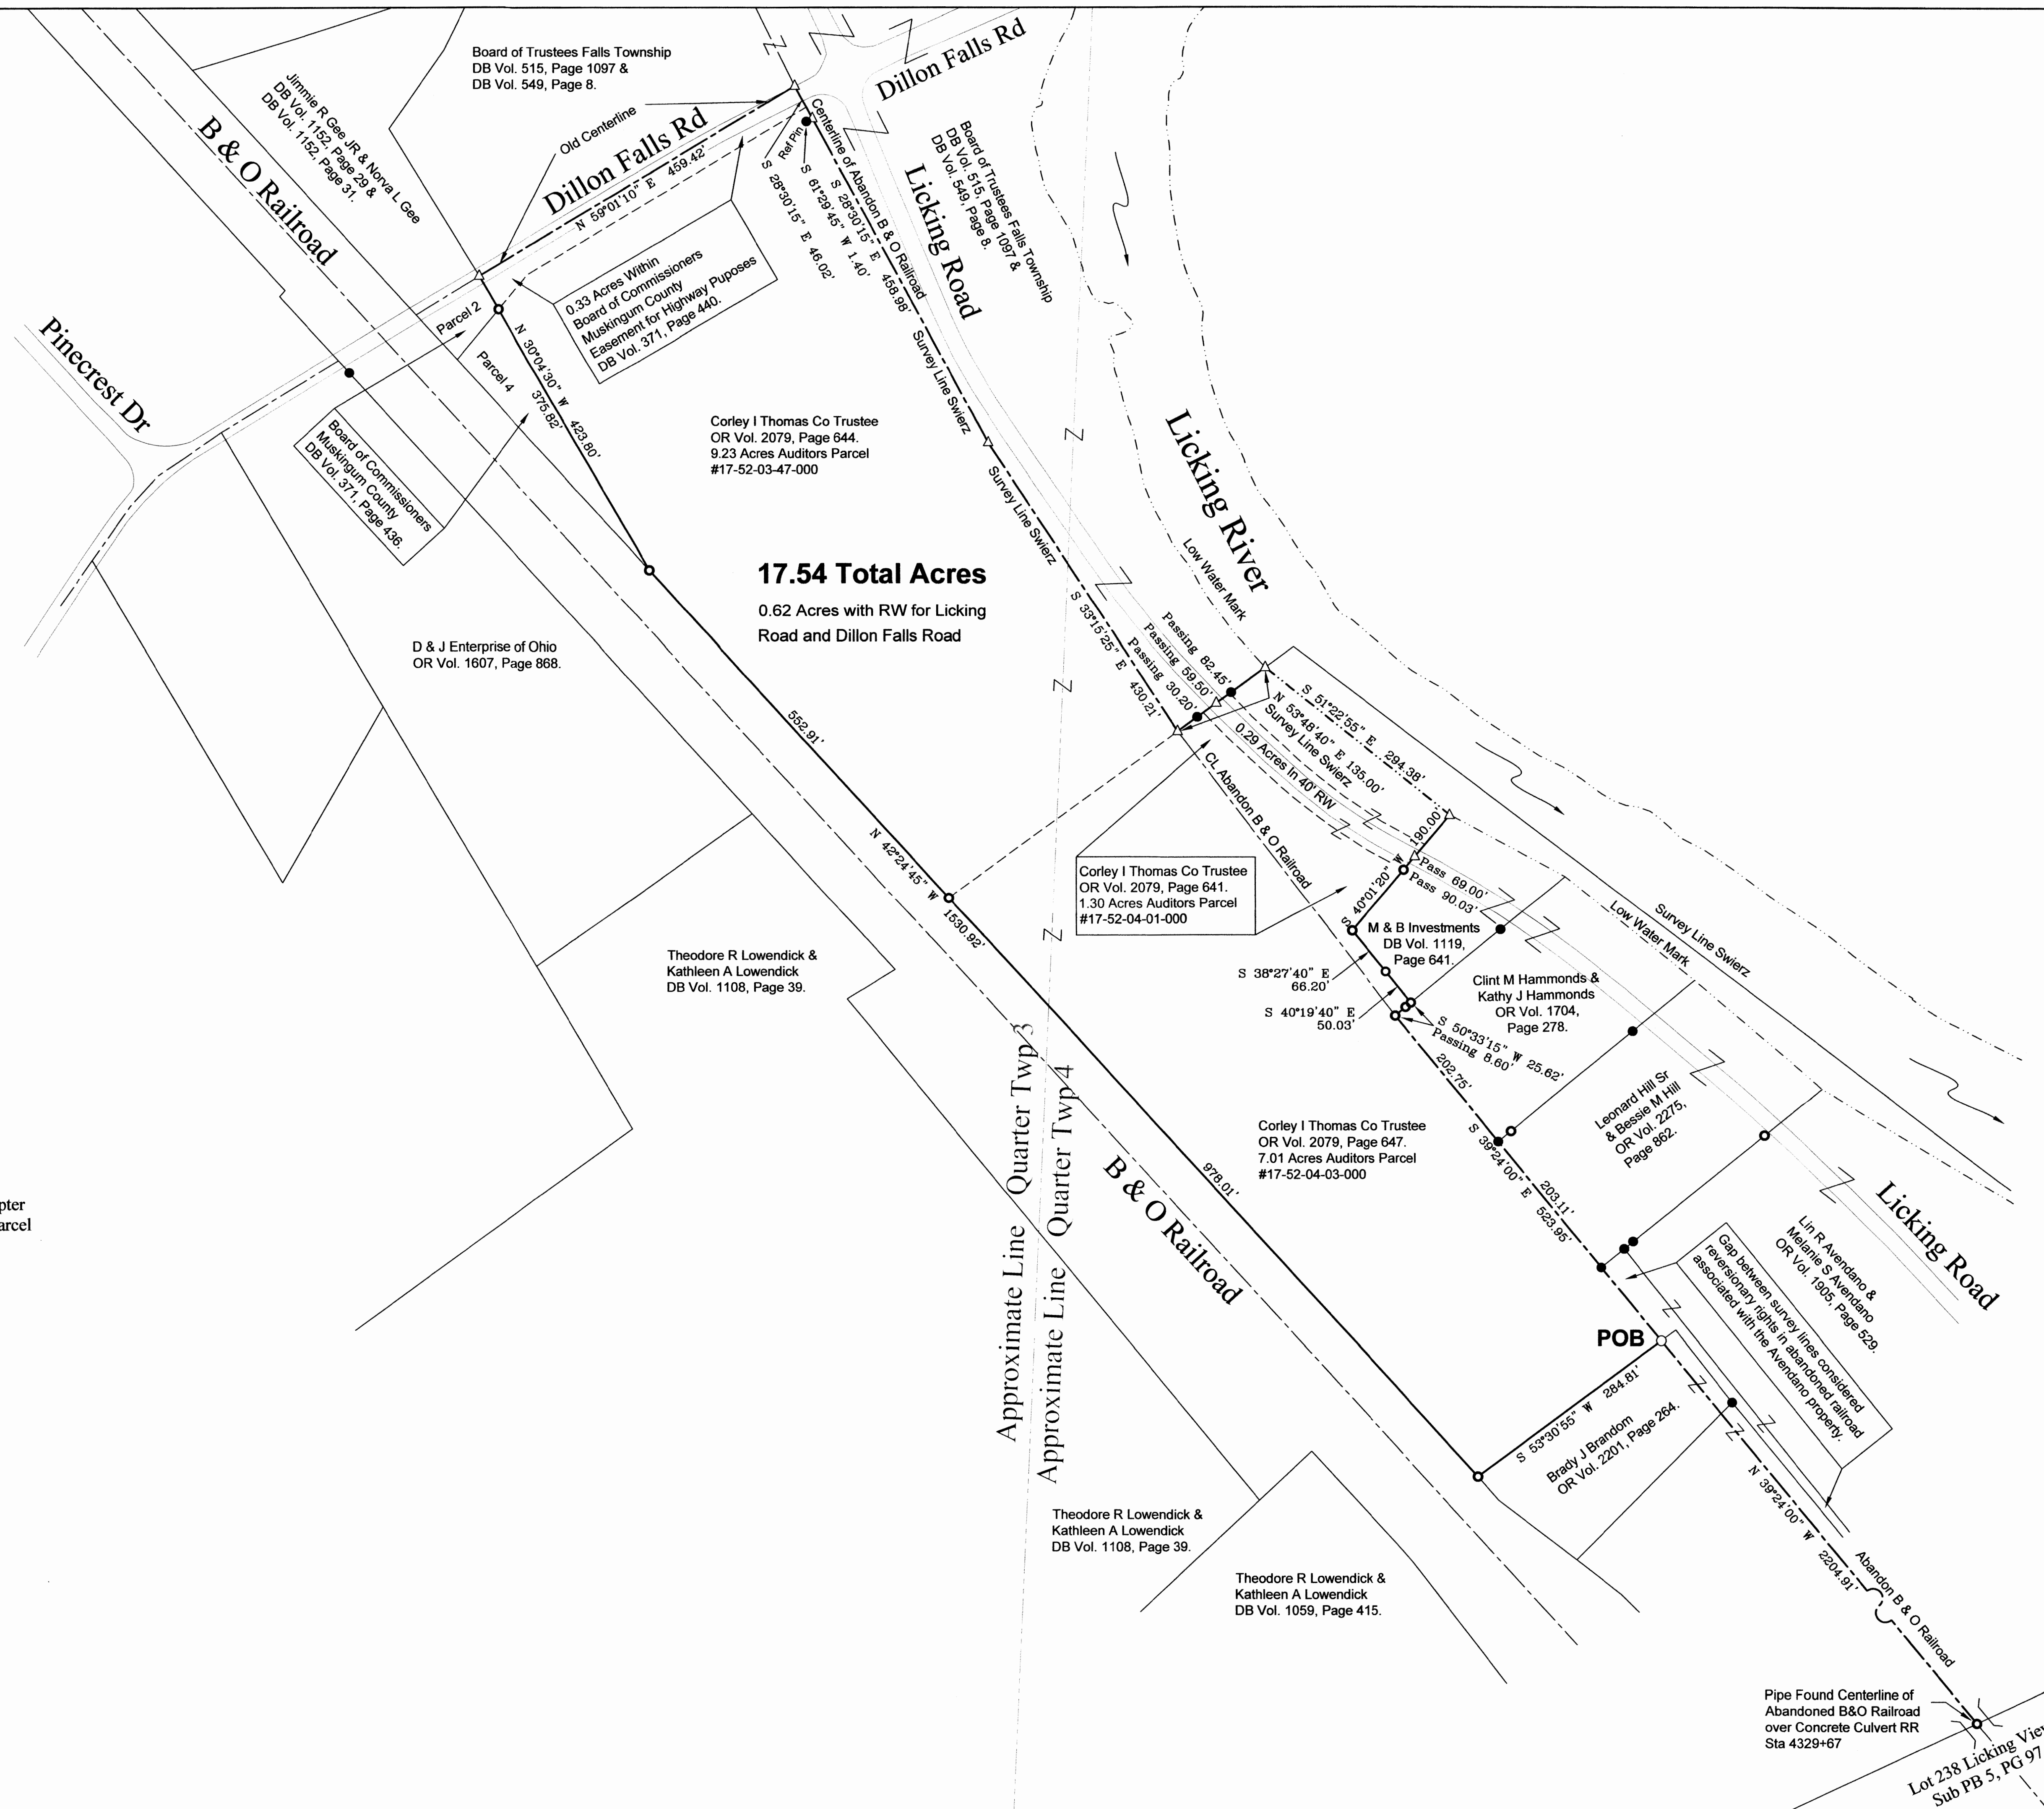 Board of Trustees Falls Township
DB Vol. 515, Page 1097 &
DB Vol. 549, Page 8.
Dillon Falls Rd
Jimmie R Gee JR & Norva L Gee
DB Vol. 1152, Page 29 &
DB Vol. 1152, Page 31.
B & O Railroad
Old Centerline
Dillon Falls Rd
N 59°01'10" E 459.42'
Ref Pin
S 28°30'15" E 46.02'
S 61°29'45" W 1.40'
S 28°30'15" E 458.98'
Centerline of Abandon B & O Railroad
Licking Road
Board of Trustees Falls Township
DB Vol. 515, Page 1097 &
DB Vol. 549, Page 8.
0.33 Acres Within
Board of Commissioners
Muskingum County
Easement for Highway Puposes
DB Vol. 371, Page 440.
Parcel 2
Parcel 4
N 30°04'30" W 423.80'
375.82'
Pinecrest Dr
Board of Commissioners
Muskingum County
DB Vol. 371, Page 436.
Survey Line Swierz
Survey Line Swierz
Corley I Thomas Co Trustee
OR Vol. 2079, Page 644.
9.23 Acres Auditors Parcel
#17-52-03-47-000
Licking River
Low Water Mark
17.54 Total Acres
0.62 Acres with RW for Licking
Road and Dillon Falls Road
S 33°15'25" E 430.21'
Passing 82.45'
Passing 59.50'
Passing 30.20'
D & J Enterprise of Ohio
OR Vol. 1607, Page 868.
S 51°22'55" E 294.38'
N 53°48'40" E 135.00'
Survey Line Swierz
0.29 Acres In 40' RW
552.91'
CL Abandon B & O Railroad
190.00'
S 40°01'20" W
Pass 69.00'
Pass 90.03'
N 42°24'45" W 1530.92'
Corley I Thomas Co Trustee
OR Vol. 2079, Page 641.
1.30 Acres Auditors Parcel
#17-52-04-01-000
M & B Investments
DB Vol. 1119,
Page 641.
Low Water Mark
Survey Line Swierz
Theodore R Lowendick &
Kathleen A Lowendick
DB Vol. 1108, Page 39.
S 38°27'40" E
66.20'
S 40°19'40" E
50.03'
Clint M Hammonds &
Kathy J Hammonds
OR Vol. 1704,
Page 278.
S 50°33'15" W 25.62'
Passing 8.60'
202.75'
Leonard Hill Sr
& Bessie M Hill
OR Vol. 2275,
Page 862.
Approximate Line Quarter Twp 3
Approximate Line Quarter Twp 4
Corley I Thomas Co Trustee
OR Vol. 2079, Page 647.
7.01 Acres Auditors Parcel
#17-52-04-03-000
S 39°24'00" E 523.95'
203.11'
978.01'
B & O Railroad
pter
arcel
Licking Road
Lin R Avendano &
Melanie S Avendano
OR Vol. 1905, Page 529.
Gap between survey lines considered
reversionary rights in abandoned railroad
associated with the Avendano property.
POB
S 53°30'55" W 284.81'
Brady J Brandom
OR Vol. 2201, Page 264.
N 39°24'00" W 2204.91'
Abandon B & O Railroad
Theodore R Lowendick &
Kathleen A Lowendick
DB Vol. 1108, Page 39.
Theodore R Lowendick &
Kathleen A Lowendick
DB Vol. 1059, Page 415.
Pipe Found Centerline of
Abandoned B&O Railroad
over Concrete Culvert RR
Sta 4329+67
Lot 238 Licking View
Sub PB 5, PG 97